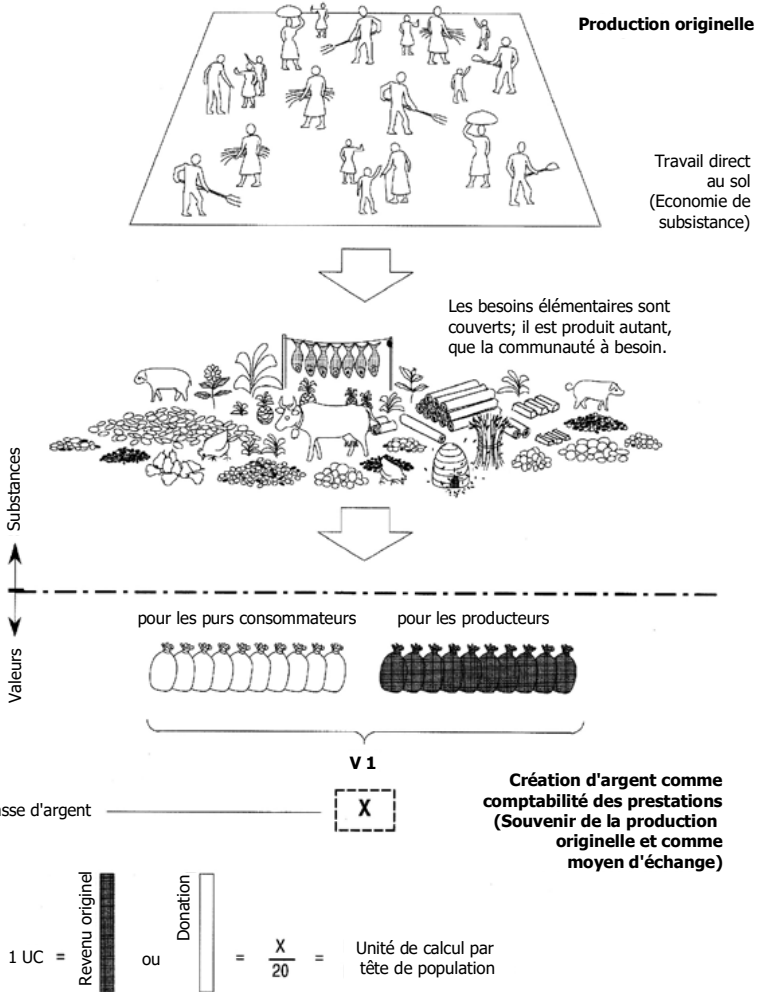 Production originelle
Travail direct
au sol
(Economie de
subsistance)
Les besoins élémentaires sont
couverts; il est produit autant,
que la communauté à besoin.
Substances
Valeurs
pour les purs consommateurs
pour les producteurs
V 1
asse d'argent
X
Création d'argent comme
comptabilité des prestations
(Souvenir de la production
originelle et comme
moyen d'échange)
1 UC =
Revenu originel
ou
Donation
= X
20
=
Unité de calcul par
tête de population